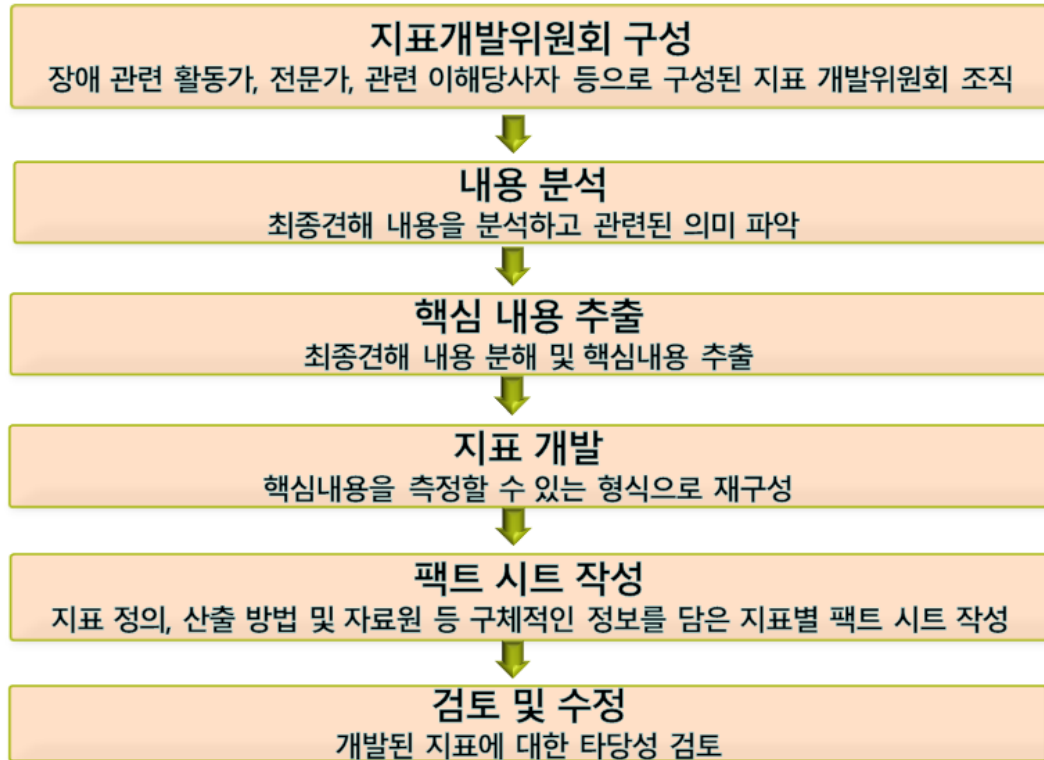 지표개발위원회 구성
장애 관련 활동가, 전문가, 관련 이해당사자 등으로 구성된 지표 개발위원회 조직
내용 분석
최종견해 내용을 분석하고 관련된 의미 파악
핵심 내용 추출
최종견해 내용 분해 및 핵심내용 추출
지표 개발
핵심내용을 측정할 수 있는 형식으로 재구성
팩트 시트 작성
지표 정의, 산출 방법 및 자료원 등 구체적인 정보를 담은 지표별 팩트 시트 작성
검토 및 수정
개발된 지표에 대한 타당성 검토